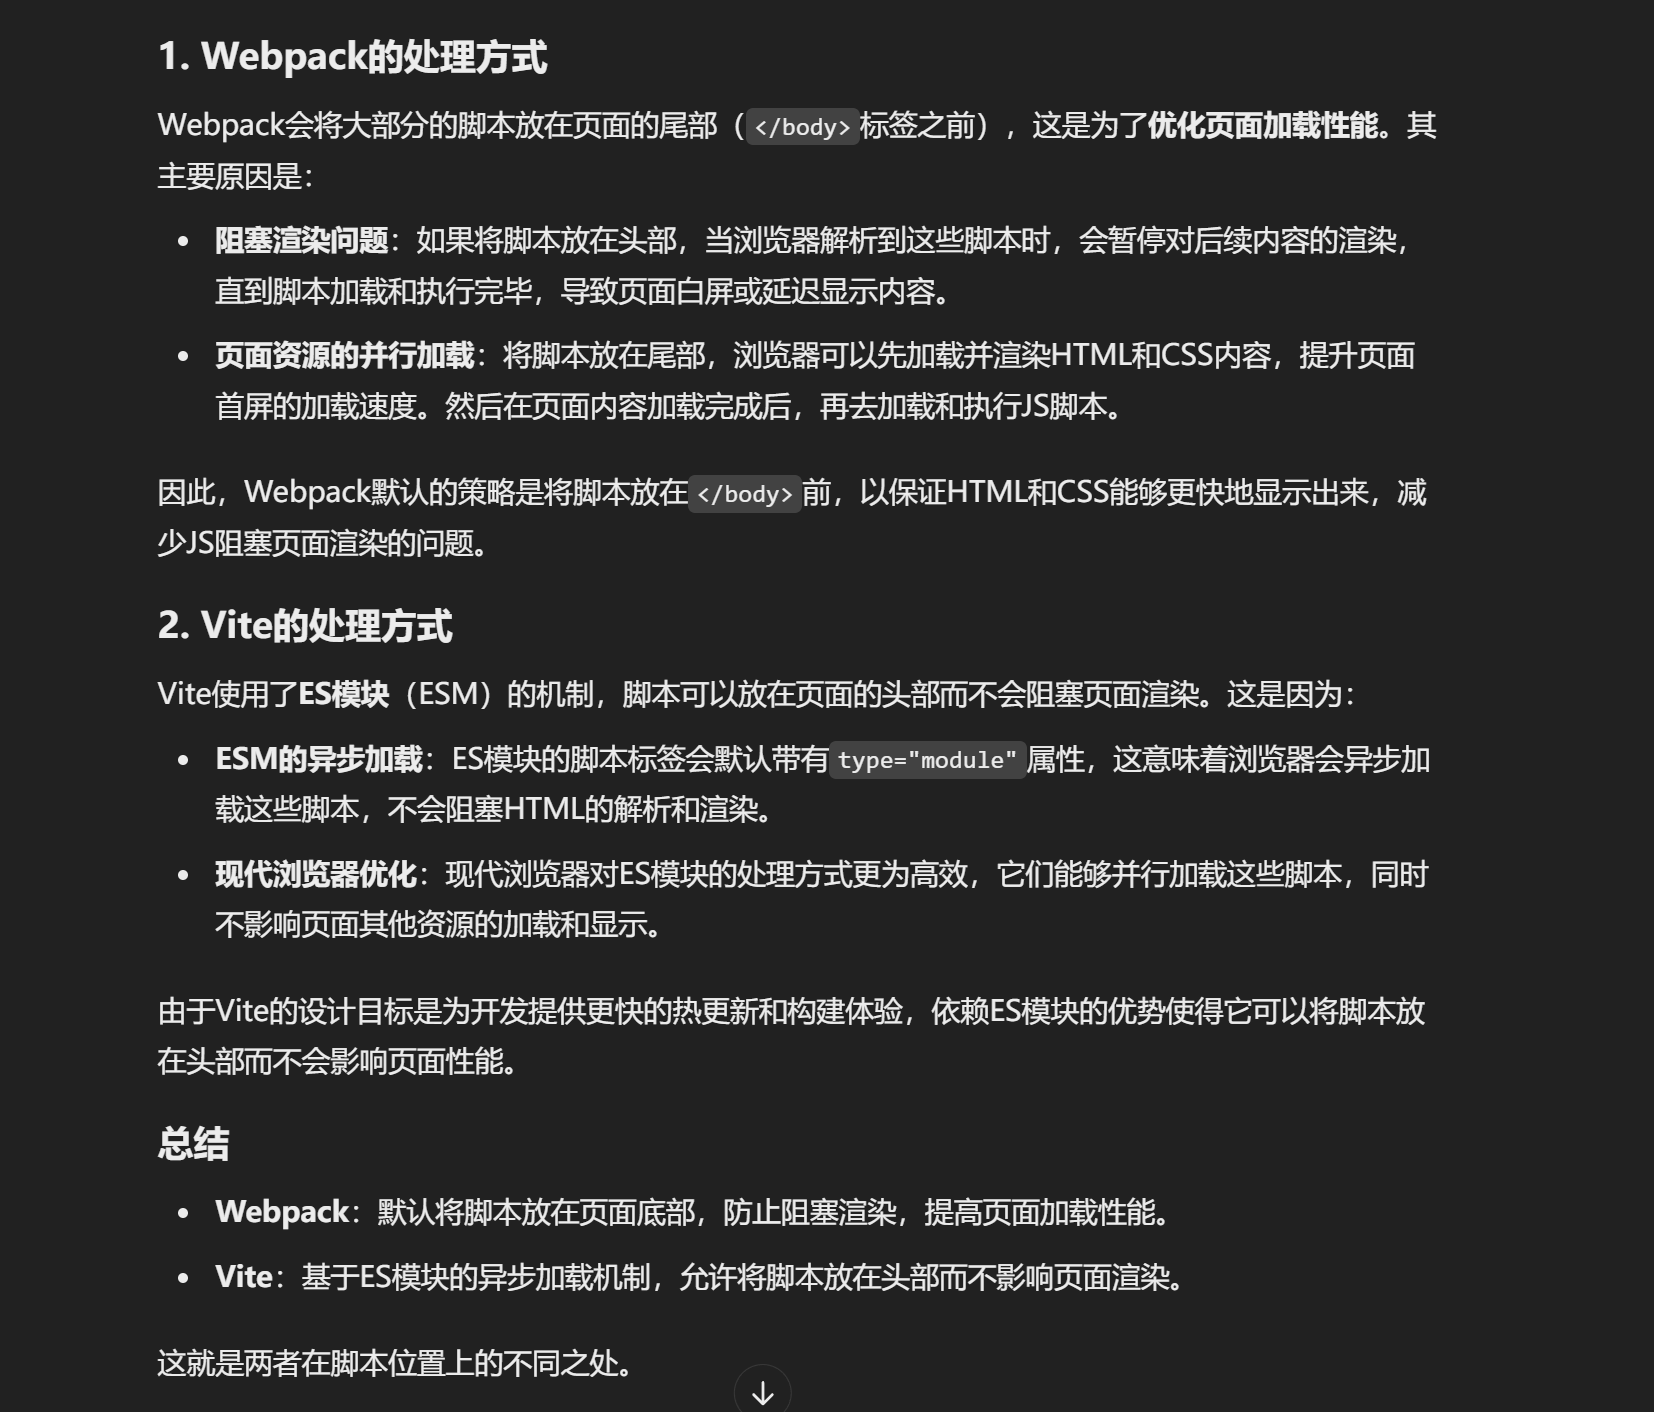 1. Webpack的处理方式
Webpack会将大部分的脚本放在页面的尾部（</body>标签之前），这是为了优化页面加载性能。其
主要原因是：
• 阻塞渲染问题：如果将脚本放在头部，当浏览器解析到这些脚本时，会暂停对后续内容的渲染，
直到脚本加载和执行完毕，导致页面白屏或延迟显示内容。
• 页面资源的并行加载：将脚本放在尾部，浏览器可以先加载并渲染HTML和CSS内容，提升页面
首屏的加载速度。然后在页面内容加载完成后，再去加载和执行JS脚本。
因此，Webpack默认的策略是将脚本放在</body>前，以保证HTML和CSS能够更快地显示出来，减
少JS阻塞页面渲染的问题。
2. Vite的处理方式
Vite使用了ES模块（ESM）的机制，脚本可以放在页面的头部而不会阻塞页面渲染。这是因为：
• ESM的异步加载：ES模块的脚本标签会默认带有type="module"属性，这意味着浏览器会异步加
载这些脚本，不会阻塞HTML的解析和渲染。
• 现代浏览器优化：现代浏览器对ES模块的处理方式更为高效，它们能够并行加载这些脚本，同时
不影响页面其他资源的加载和显示。
由于Vite的设计目标是为开发提供更快的热更新和构建体验，依赖ES模块的优势使得它可以将脚本放
在头部而不会影响页面性能。
总结
• Webpack：默认将脚本放在页面底部，防止阻塞渲染，提高页面加载性能。
• Vite：基于ES模块的异步加载机制，允许将脚本放在头部而不影响页面渲染。
这就是两者在脚本位置上的不同之处。